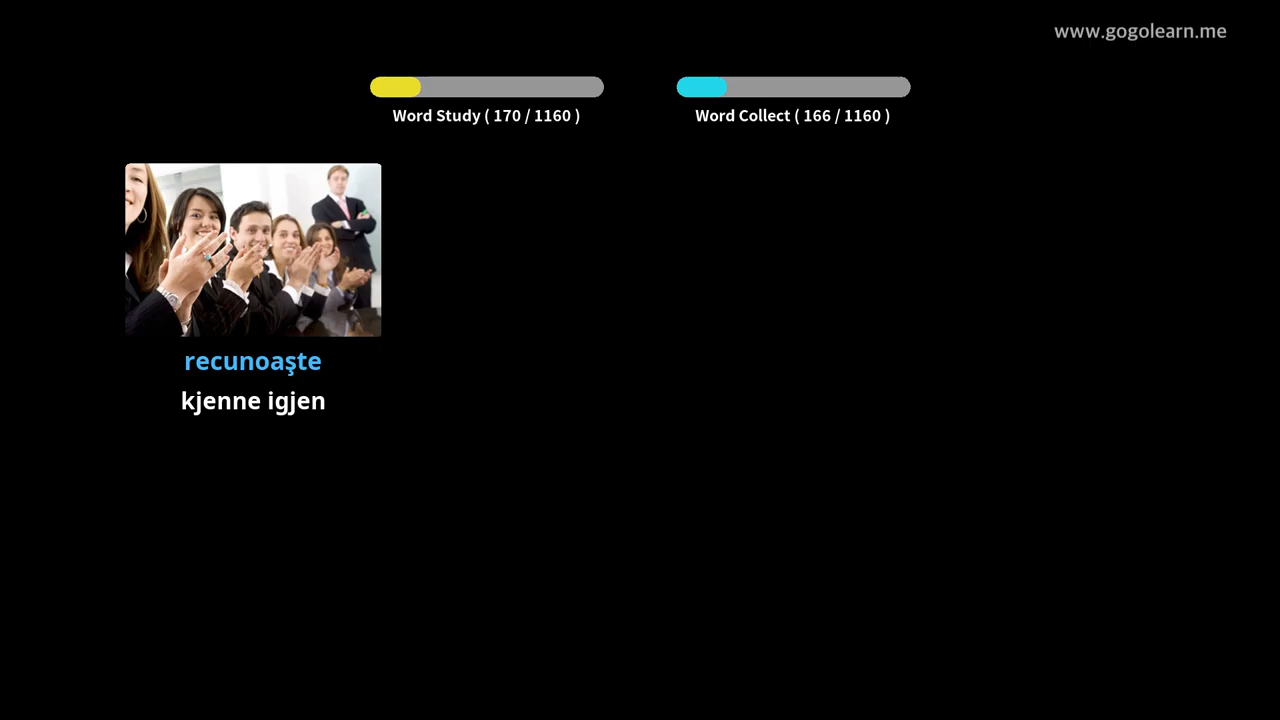 www.gogolearn.me
Word Study ( 170 / 1160 )
Word Collect ( 166 / 1160 )
recunoaşte
kjenne igjen